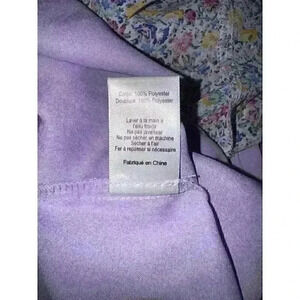 Corps: 100% Polyester
Doublure: 100% Polyester
Laver à la main à
l'eau froide
Ne pas javelliser
Ne pas sécher en machine
Sécher à l'air
Fer à repasser si nécessaire
Fabriqué en Chine